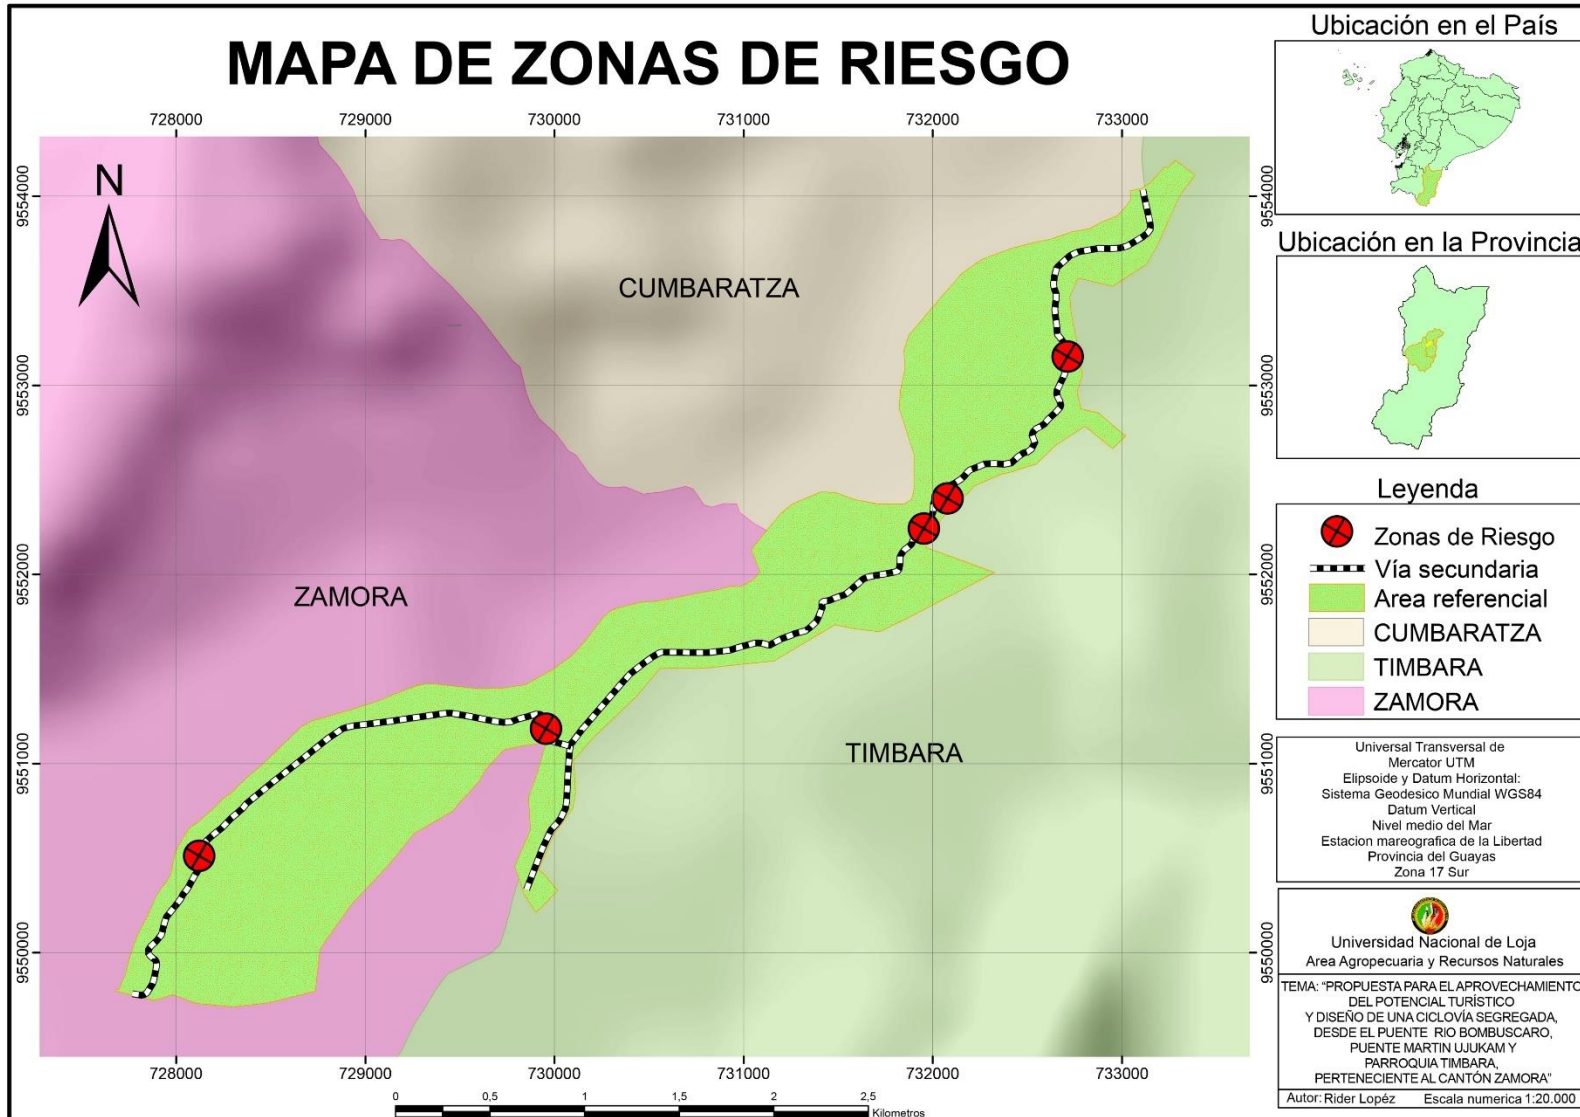 MAPA DE ZONAS DE RIESGO
728000 729000 730000 731000 732000 733000
N
9554000 9554000
CUMBARATZA
9553000 9553000
9552000 9552000
ZAMORA
TIMBARA
9551000 9551000
9550000 9550000
728000 729000 730000 731000 732000 733000
0 0,5 1 1,5 2 2,5
Kilometros
Ubicación en el País
Ubicación en la Provincia
Leyenda
Zonas de Riesgo
Vía secundaria
Area referencial
CUMBARATZA
TIMBARA
ZAMORA
Universal Transversal de
Mercator UTM
Elipsoide y Datum Horizontal:
Sistema Geodesico Mundial WGS84
Datum Vertical
Nivel medio del Mar
Estacion mareografica de la Libertad
Provincia del Guayas
Zona 17 Sur
Universidad Nacional de Loja
Area Agropecuaria y Recursos Naturales
TEMA: "PROPUESTA PARA EL APROVECHAMIENTO
DEL POTENCIAL TURÍSTICO
Y DISEÑO DE UNA CICLOVÍA SEGREGADA,
DESDE EL PUENTE RIO BOMBUSCARO,
PUENTE MARTIN UJUKAM Y
PARROQUIA TIMBARA,
PERTENECIENTE AL CANTÓN ZAMORA"
Autor: Rider Lopéz Escala numerica 1:20.000